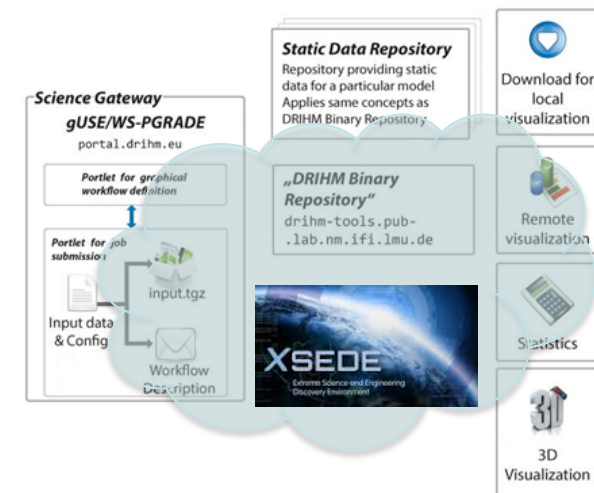 Science Gateway
gUSE/WS-PGRADE
portal.drihm.eu
Portlet for graphical
workflow definition
Portlet for job
submission
Input data
& Config
input.tgz
Workflow
Description
Static Data Repository
Repository providing static
data for a particular model
Applies same concepts as
DRIHM Binary Repository
„DRIHM Binary
Repository”
drihm-tools.pub-
.lab.nm.ifi.lmu.de
XSEDE
Extreme Science and Engineering
Discovery Environment
Download for
local
visualization
Remote
visualization
Statistics
3D
3D
Visualization